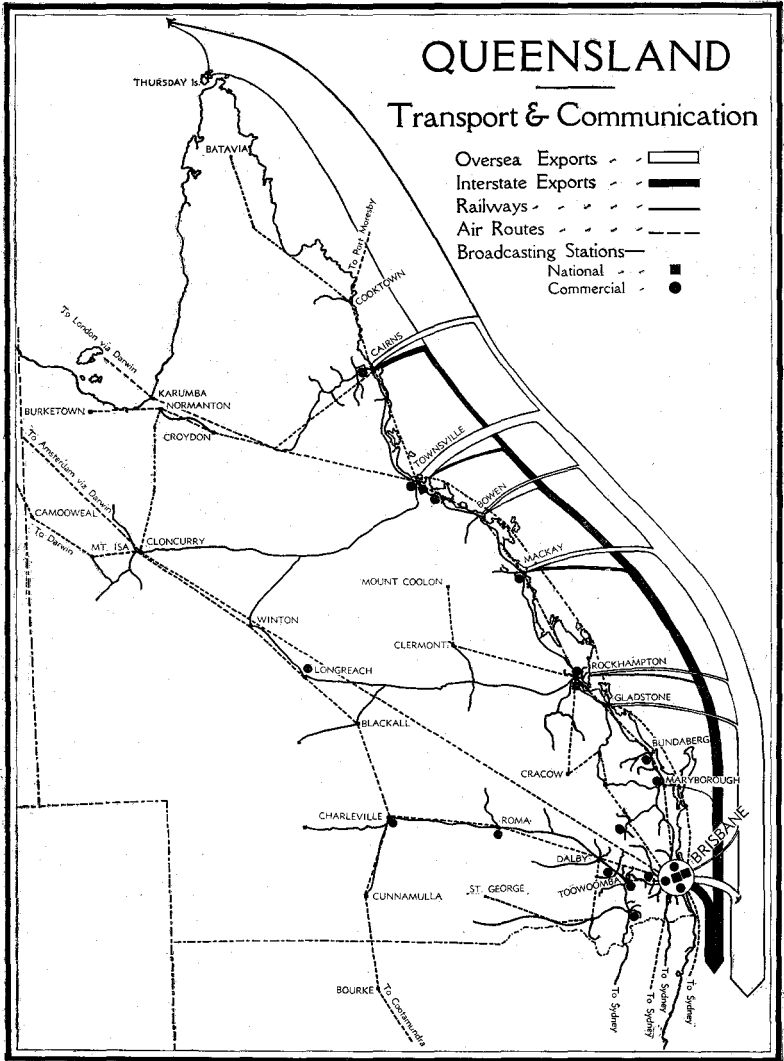 QUEENSLAND
Transport & Communication
Oversea Exports
Interstate Exports
Railways
Air Routes
Broadcasting Stations—
National
Commercial
THURSDAY Is.
BATAVIA
To Port Moresby
COOKTOWN
To London via Darwin
CAIRNS
KARUMBA
NORMANTON
BURKETOWN
CROYDON
To Amsterdam via Darwin
TOWNSVILLE
BOWEN
CAMOOWEAL
To Darwin
MT. ISA
CLONCURRY
MACKAY
MOUNT COOLON
WINTON
CLERMONT
LONGREACH
ROCKHAMPTON
GLADSTONE
BLACKALL
BUNDABERG
CRACOW
MARYBOROUGH
CHARLEVILLE
ROMA
BRISBANE
DALBY
TOOWOOMBA
CUNNAMULLA
ST. GEORGE
BOURKE
To Cootamundra
To Sydney
To Sydney
To Sydney
To Sydney